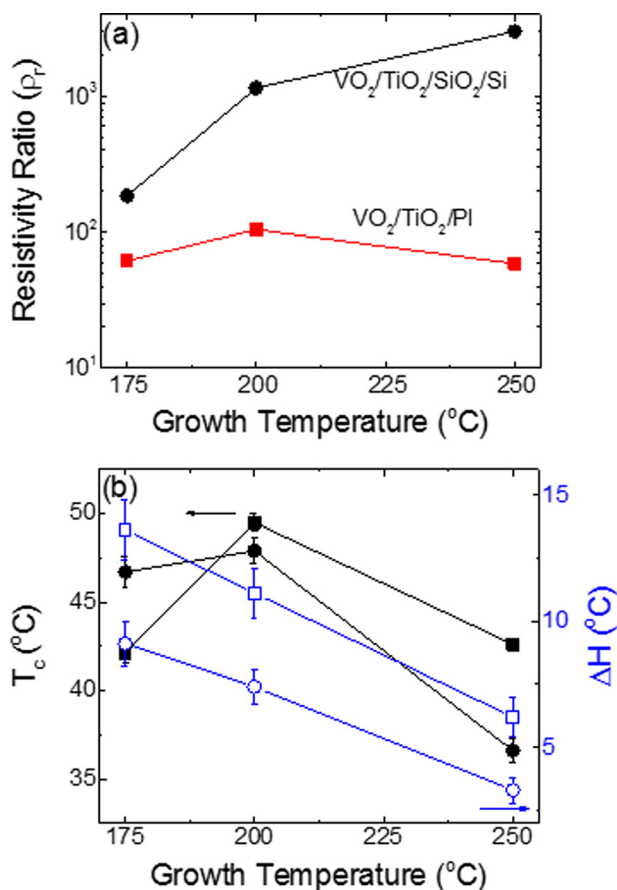 (a)
10³
10²
10¹
Resistivity Ratio (ρᵣ)
VO₂/TiO₂/SiO₂/Si
VO₂/TiO₂/PI
175 200 225 250
Growth Temperature (°C)
(b)
50
45
40
35
T꜀ (°C)
15
10
5
ΔH (°C)
175 200 225 250
Growth Temperature (°C)